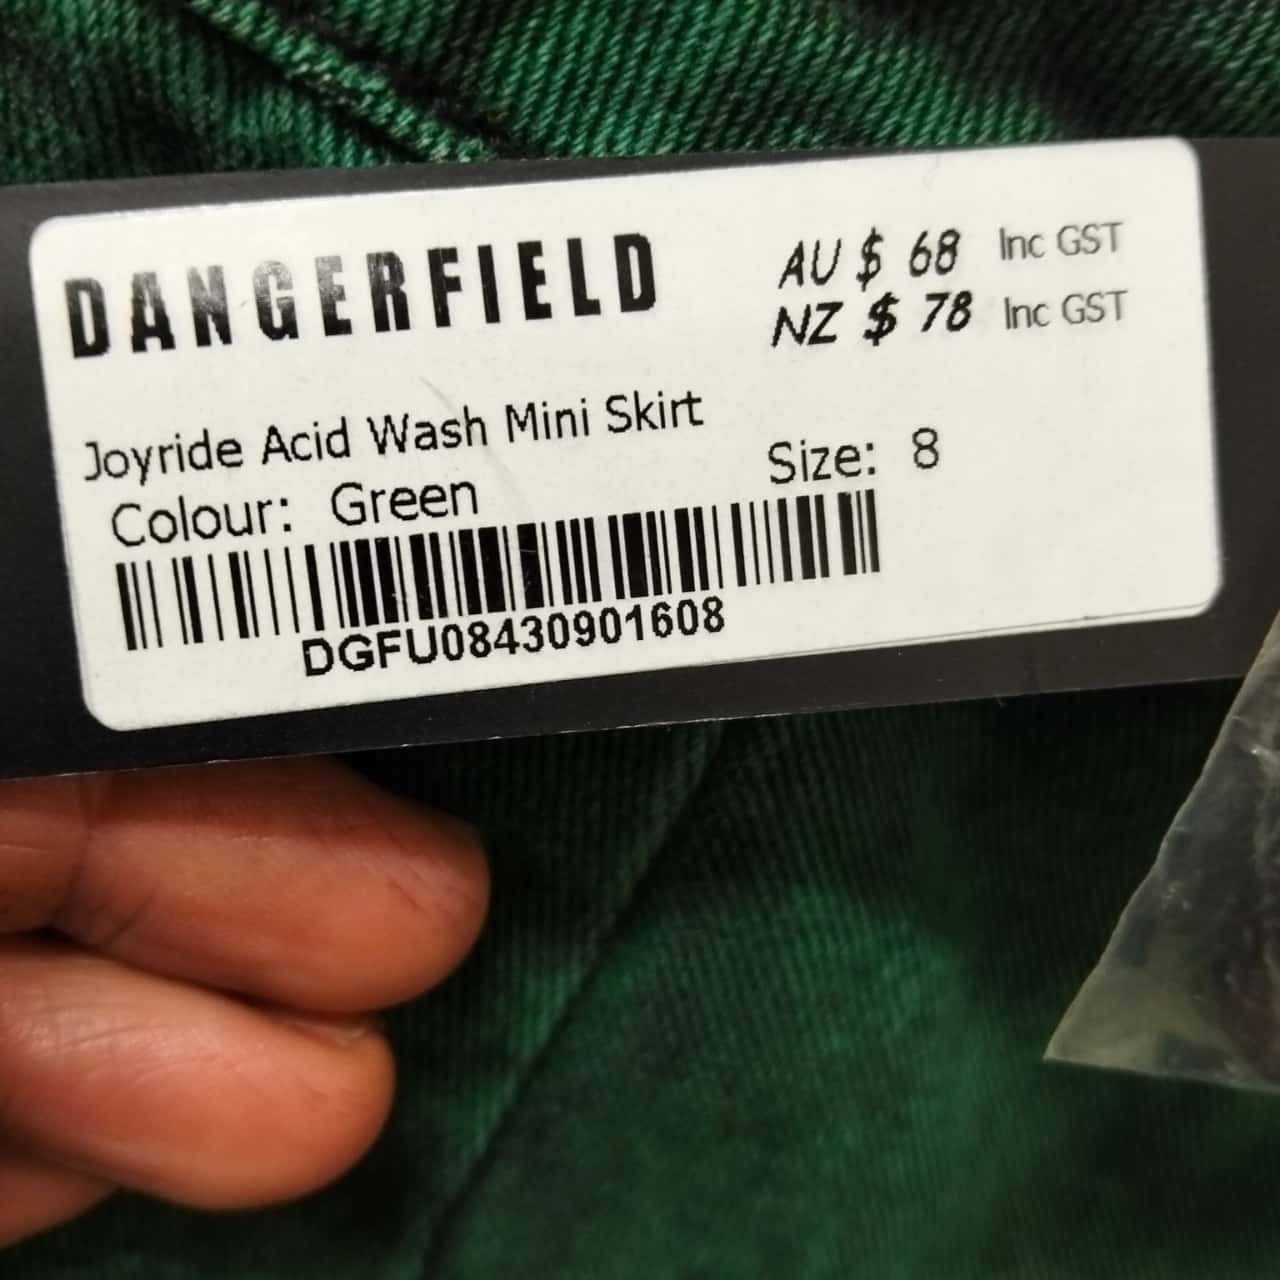 DANGERFIELD
AU $ 68 Inc GST
NZ $ 78 Inc GST
Joyride Acid Wash Mini Skirt
Colour: Green Size: 8
DGFU08430901608